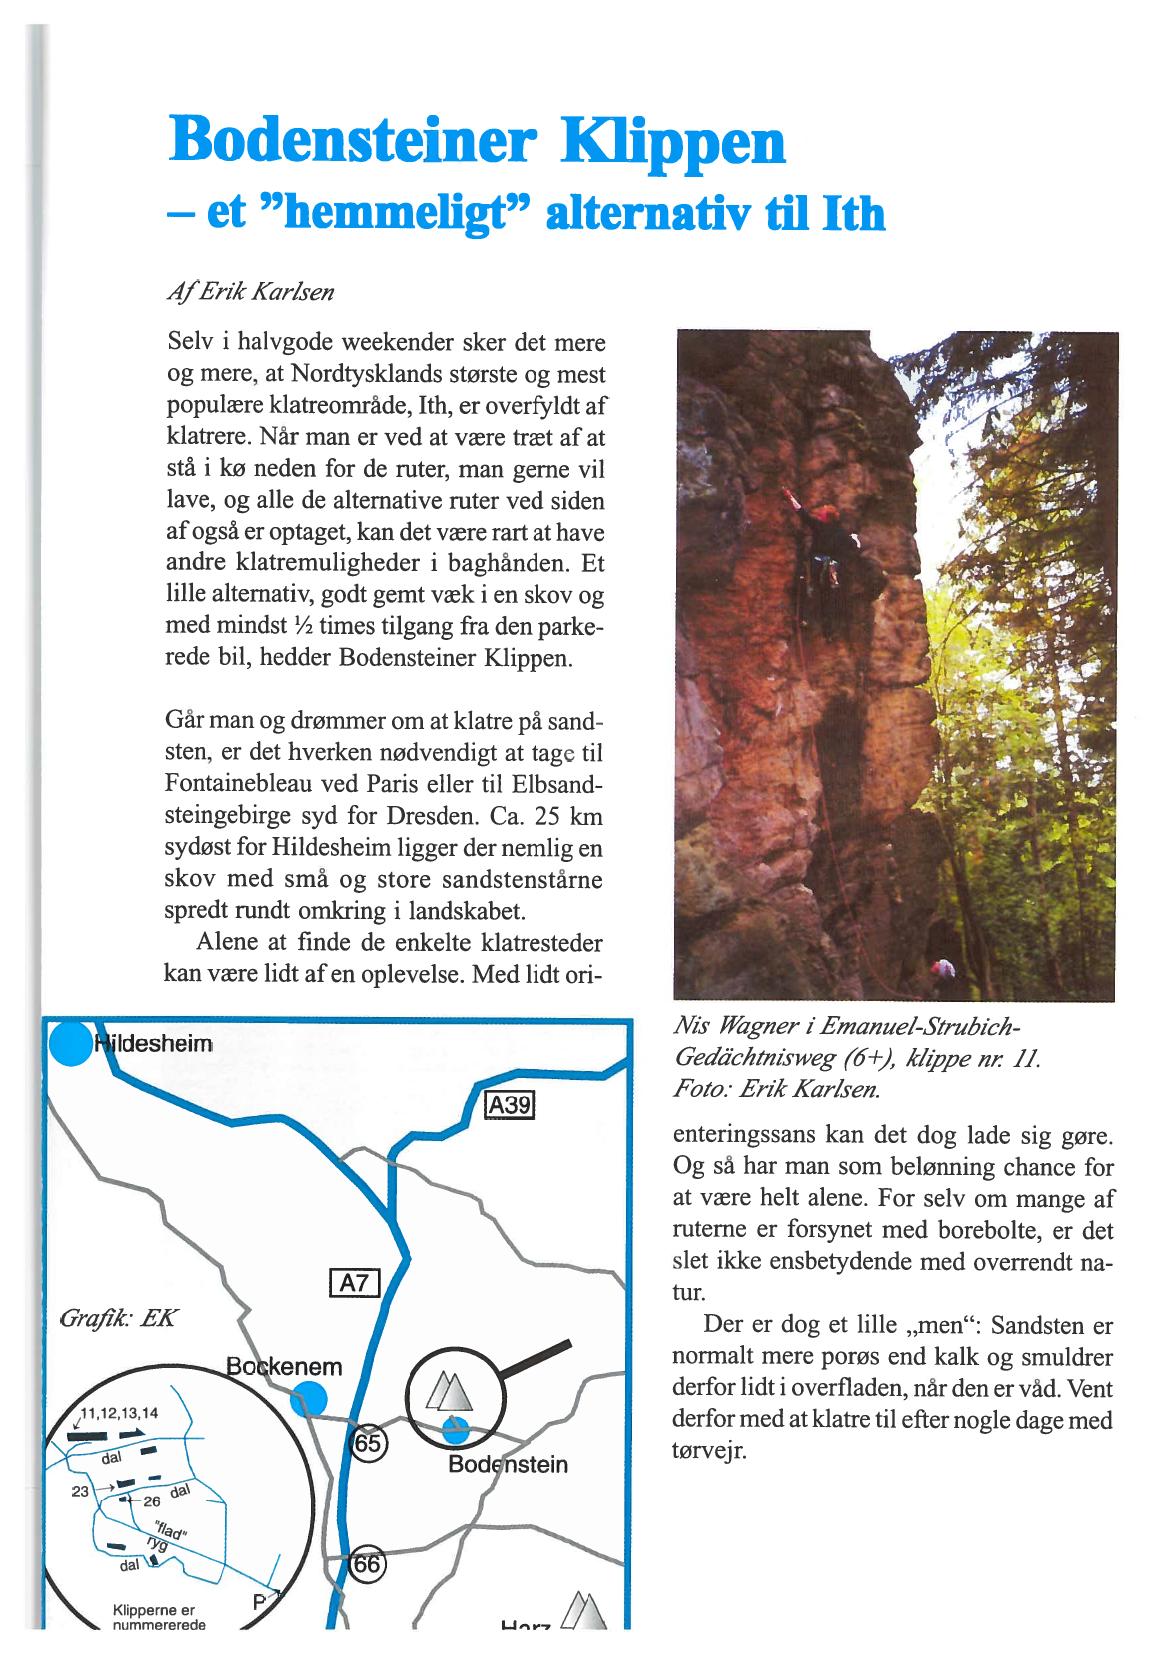 Bodensteiner Klippen
– et ”hemmeligt” alternativ til Ith
Af Erik Karlsen
Selv i halvgode weekender sker det mere
og mere, at Nordtysklands største og mest
populære klatreområde, Ith, er overfyldt af
klatrere. Når man er ved at være træt af at
stå i kø neden for de ruter, man gerne vil
lave, og alle de alternative ruter ved siden
af også er optaget, kan det være rart at have
andre klatremuligheder i baghånden. Et
lille alternativ, godt gemt væk i en skov og
med mindst ½ times tilgang fra den parke-
rede bil, hedder Bodensteiner Klippen.
Går man og drømmer om at klatre på sand-
sten, er det hverken nødvendigt at tage til
Fontainebleau ved Paris eller til Elbsand-
steingebirge syd for Dresden. Ca. 25 km
sydøst for Hildesheim ligger der nemlig en
skov med små og store sandstenstårne
spredt rundt omkring i landskabet.
Alene at finde de enkelte klatresteder
kan være lidt af en oplevelse. Med lidt ori-
Nis Wagner i Emanuel-Strubich-
Gedächtnisweg (6+), klippe nr. 11.
Foto: Erik Karlsen.
enteringssans kan det dog lade sig gøre.
Og så har man som belønning chance for
at være helt alene. For selv om mange af
ruterne er forsynet med borebolte, er det
slet ikke ensbetydende med overrendt na-
tur.
Der er dog et lille „men“: Sandsten er
normalt mere porøs end kalk og smuldrer
derfor lidt i overfladen, når den er våd. Vent
derfor med at klatre til efter nogle dage med
tørvejr.
Hildesheim
A39
A7
Grafik: EK
Bockenem
65
Bodenstein
11,12,13,14
dal
23
26
dal
"flad"
ryg
dal
66
P
Klipperne er
nummererede
Harz